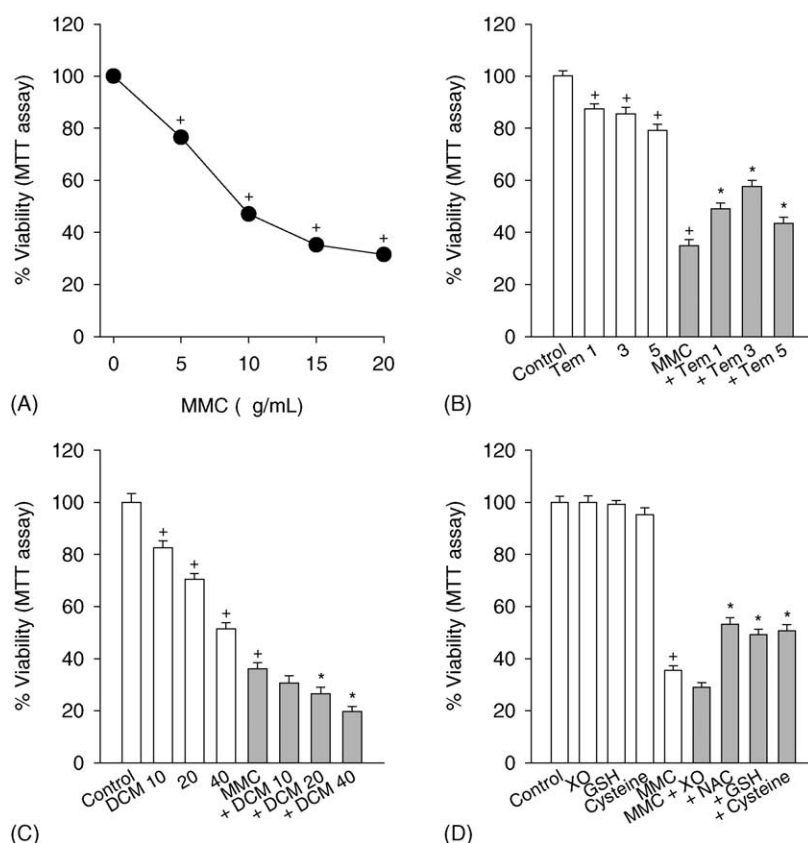 120
100
80
60
40
20
0
% Viability (MTT assay)
+
+
+
+
0 5 10 15 20
MMC ( g/mL)
(A)
120
100
80
60
40
20
0
% Viability (MTT assay)
+ + + + * * *
Control Tem 1 3 5 MMC + Tem 1 + Tem 3 + Tem 5
(B)
120
100
80
60
40
20
0
% Viability (MTT assay)
+ + + + * *
Control DCM 10 20 40 MMC + DCM 10 + DCM 20 + DCM 40
(C)
120
100
80
60
40
20
0
% Viability (MTT assay)
+ * * *
Control XO GSH Cysteine MMC MMC + XO + NAC + GSH + Cysteine
(D)